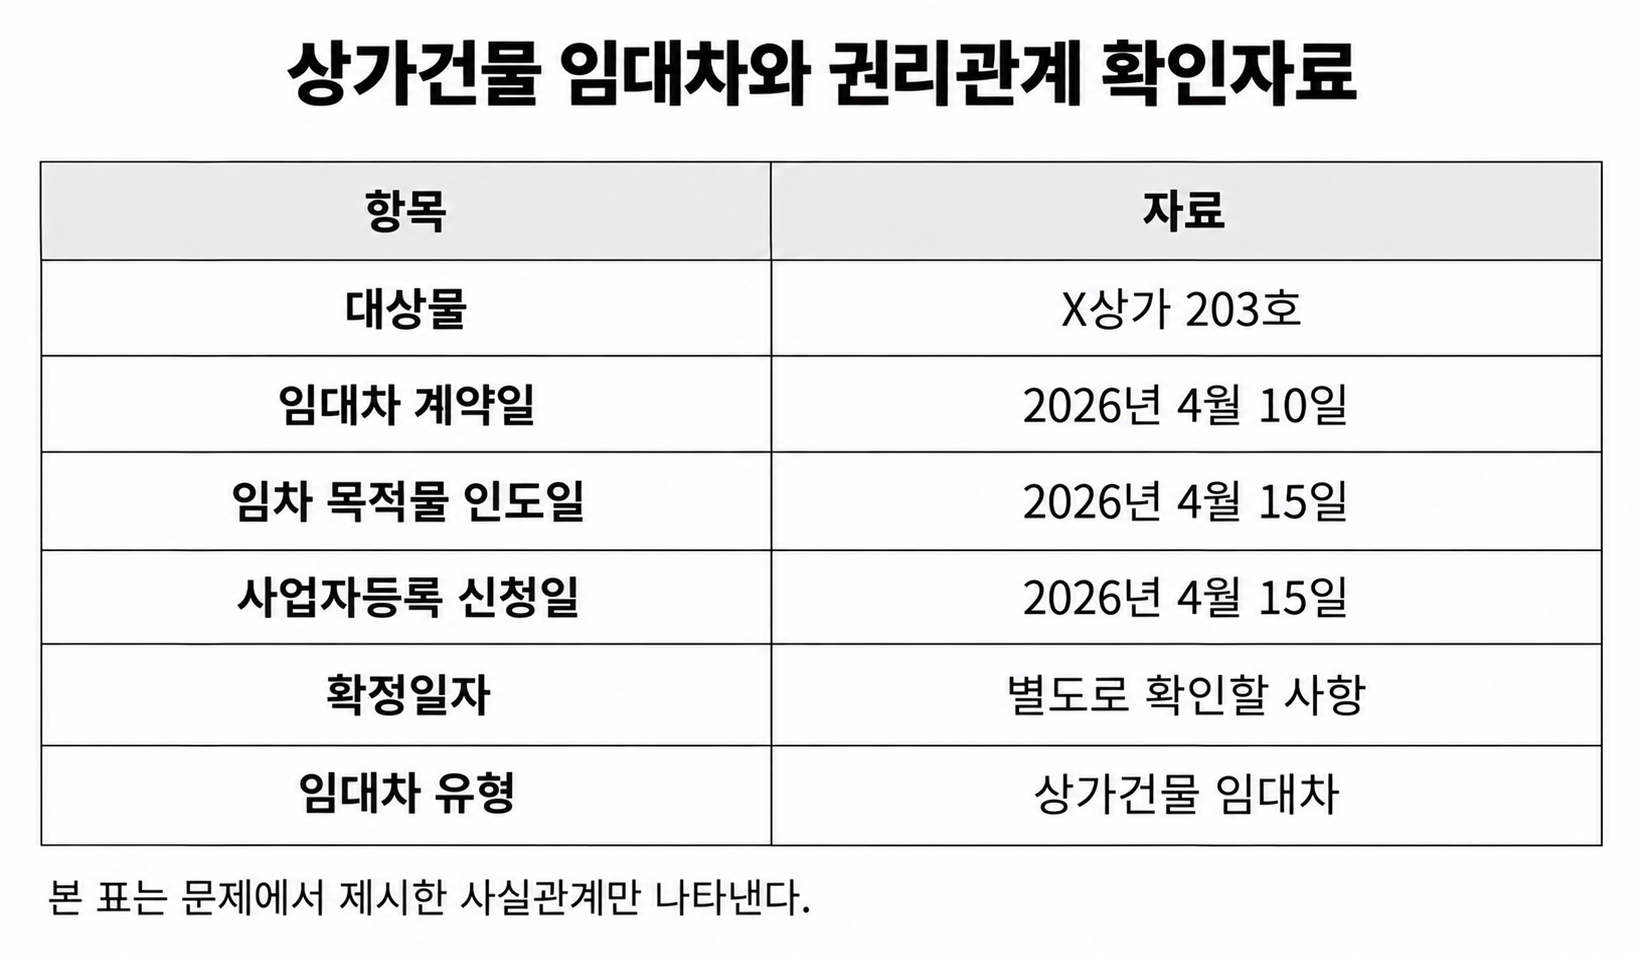 상가건물 임대차와 권리관계 확인자료
항목 자료
대상물 X상가 203호
임대차 계약일 2026년 4월 10일
임차 목적물 인도일 2026년 4월 15일
사업자등록 신청일 2026년 4월 15일
확정일자 별도로 확인할 사항
임대차 유형 상가건물 임대차
본 표는 문제에서 제시한 사실관계만 나타낸다.